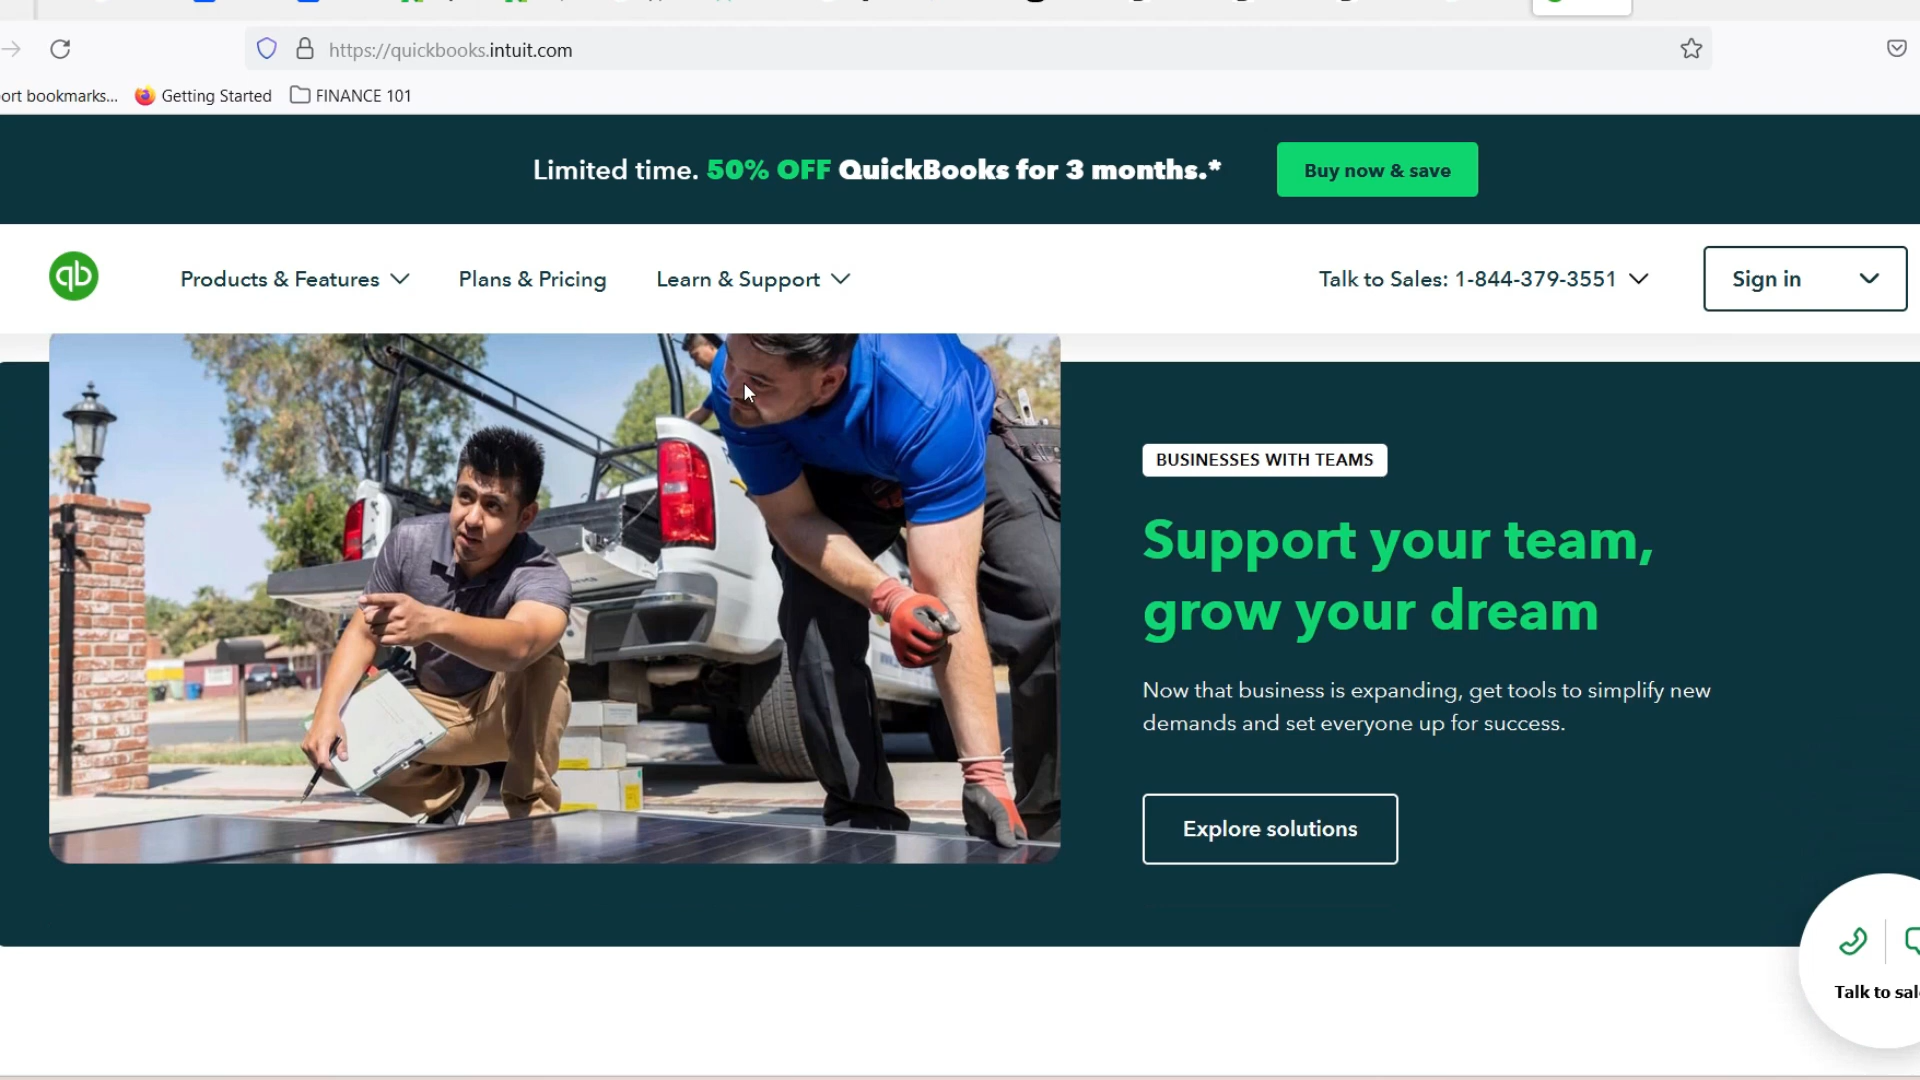 https://quickbooks.intuit.com
ort bookmarks...
Getting Started
FINANCE 101
Limited time. 50% OFF QuickBooks for 3 months.*
Buy now & save
qb
Products & Features
Plans & Pricing
Learn & Support
Talk to Sales: 1-844-379-3551
Sign in
BUSINESSES WITH TEAMS
Support your team,
grow your dream
Now that business is expanding, get tools to simplify new
demands and set everyone up for success.
Explore solutions
Talk to sal